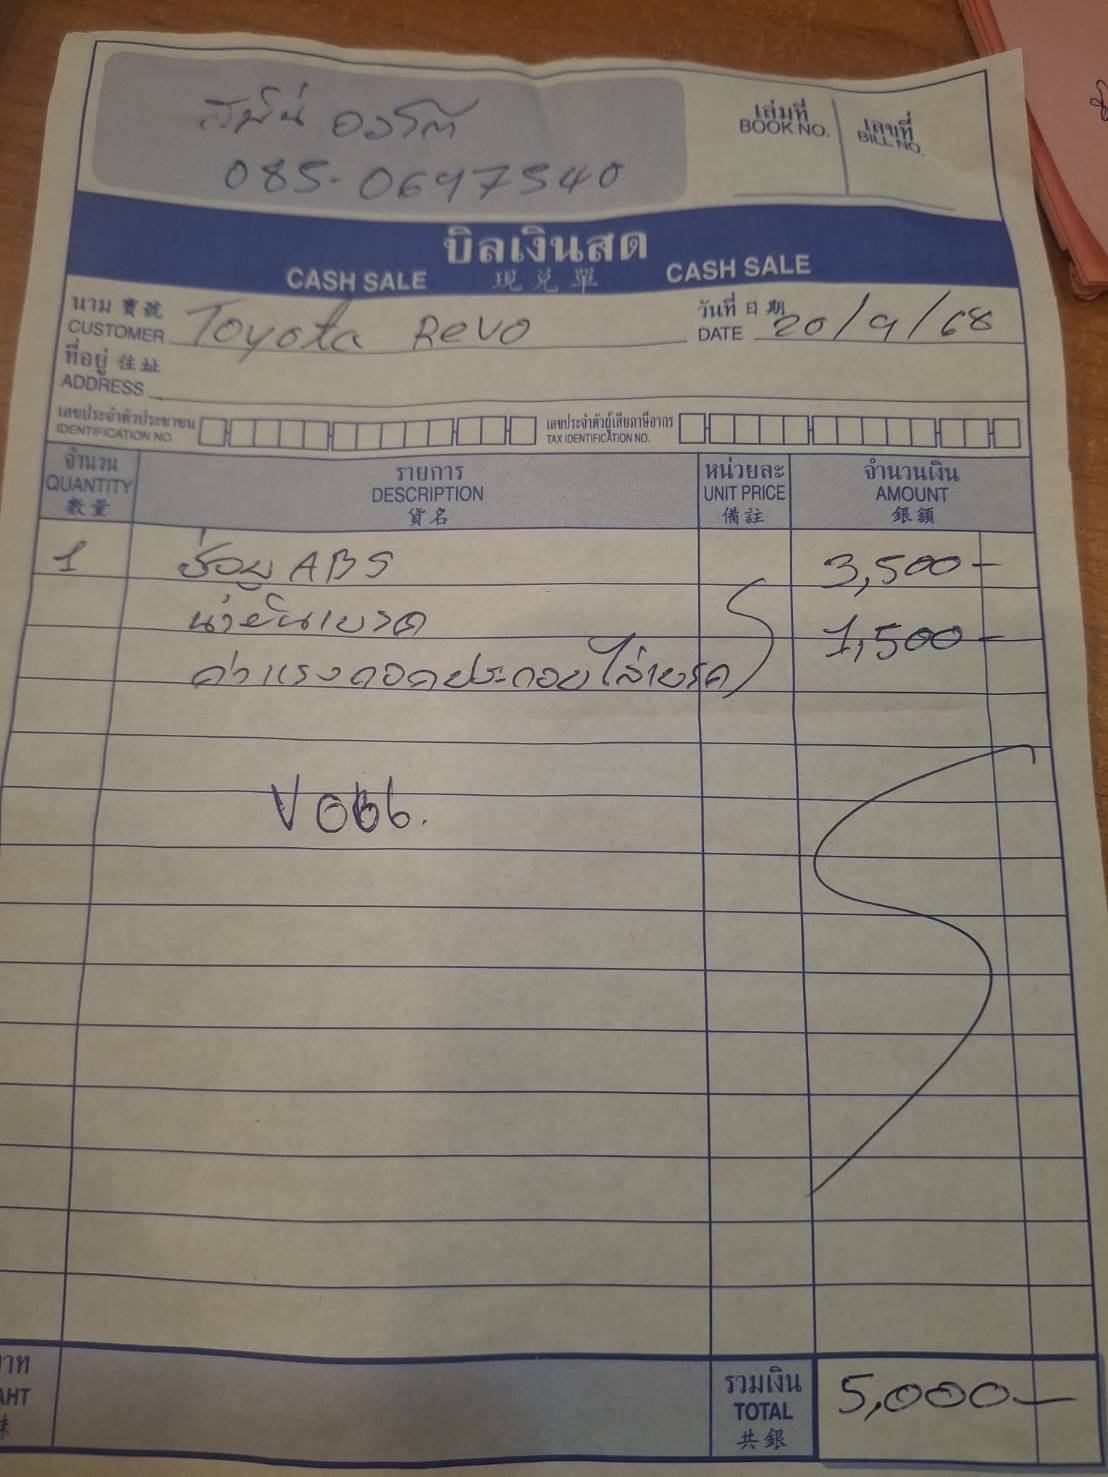 สมัน ออโต้
085-0697540
เล่มที่
BOOK NO.
เลขที่
BILL NO.
บิลเงินสด
CASH SALE 現兑單 CASH SALE
นาม 寶號
CUSTOMER Toyota Revo
วันที่ 日期
DATE 20/9/68
ที่อยู่ 住址
ADDRESS
เลขประจำตัวประชาชน
IDENTIFICATION NO.
เลขประจำตัวผู้เสียภาษีอากร
TAX IDENTIFICATION NO.
จำนวน
QUANTITY
數量
รายการ
DESCRIPTION
貨名
หน่วยละ
UNIT PRICE
備註
จำนวนเงิน
AMOUNT
銀額
1 ซ่อม ABS 3,500-
น้ำมันเบรค 1,500-
ค่าแรงถอดประกอบไล่เบรค
V066.
าท
AHT
รวมเงิน
TOTAL
共銀
5,000-